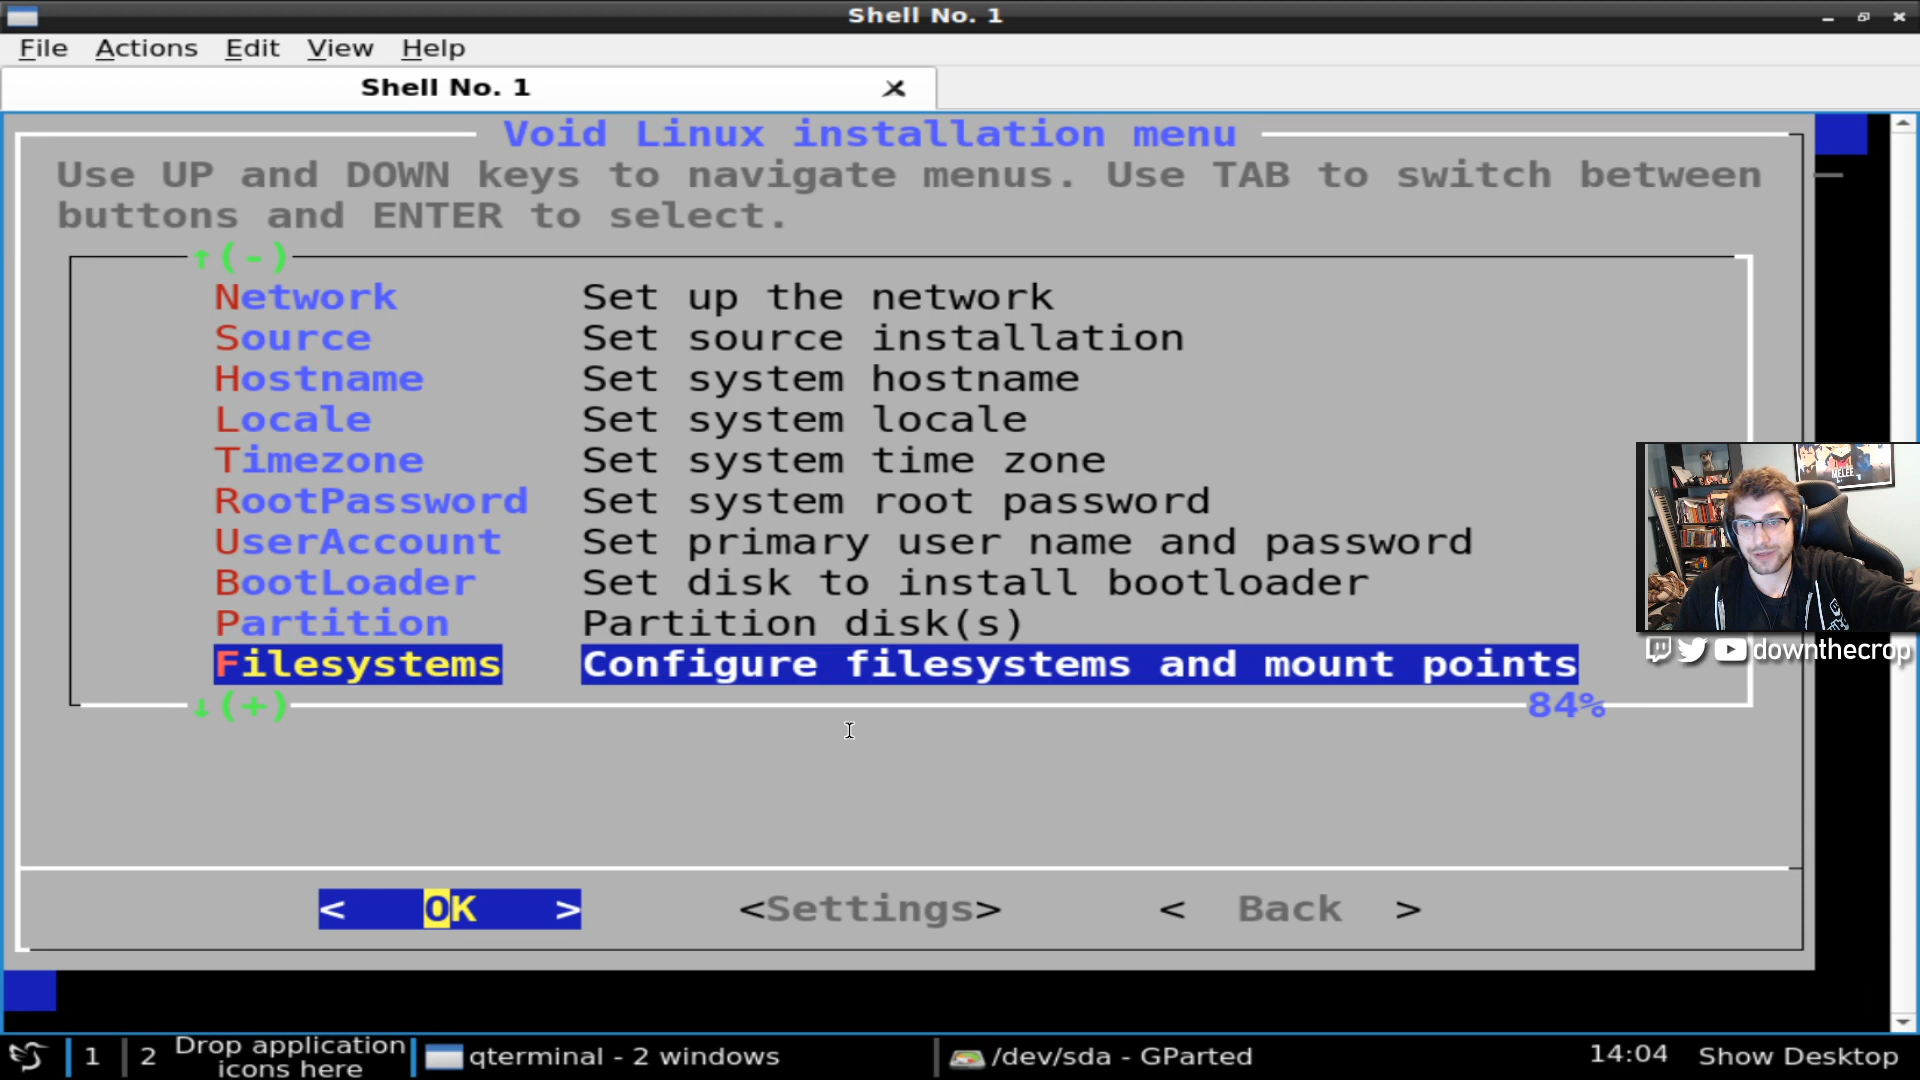 Shell No. 1
File Actions Edit View Help
Shell No. 1
Void Linux installation menu
Use UP and DOWN keys to navigate menus. Use TAB to switch between
buttons and ENTER to select.
↑(-)
Network Set up the network
Source Set source installation
Hostname Set system hostname
Locale Set system locale
Timezone Set system time zone
RootPassword Set system root password
UserAccount Set primary user name and password
BootLoader Set disk to install bootloader
Partition Partition disk(s)
Filesystems Configure filesystems and mount points
↓(+) 84%
MELEE
downthecrop
< OK > <Settings> < Back >
1 2 Drop application
icons here
qterminal - 2 windows /dev/sda - GParted 14:04 Show Desktop